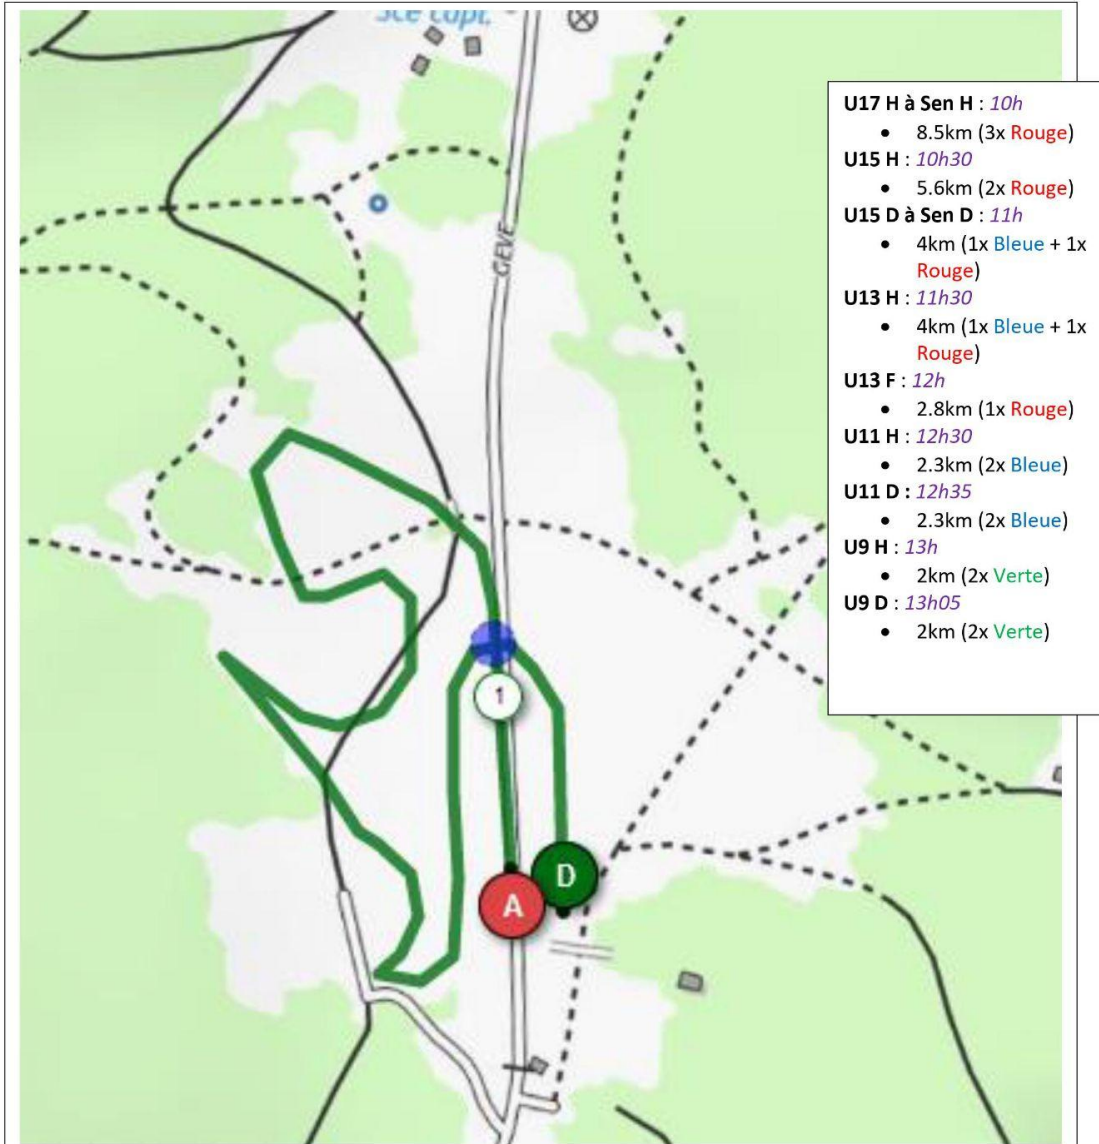 Sce capt.
GEVE
1
A
D
U17 H à Sen H : 10h
• 8.5km (3x Rouge)
U15 H : 10h30
• 5.6km (2x Rouge)
U15 D à Sen D : 11h
• 4km (1x Bleue + 1x
Rouge)
U13 H : 11h30
• 4km (1x Bleue + 1x
Rouge)
U13 F : 12h
• 2.8km (1x Rouge)
U11 H : 12h30
• 2.3km (2x Bleue)
U11 D : 12h35
• 2.3km (2x Bleue)
U9 H : 13h
• 2km (2x Verte)
U9 D : 13h05
• 2km (2x Verte)